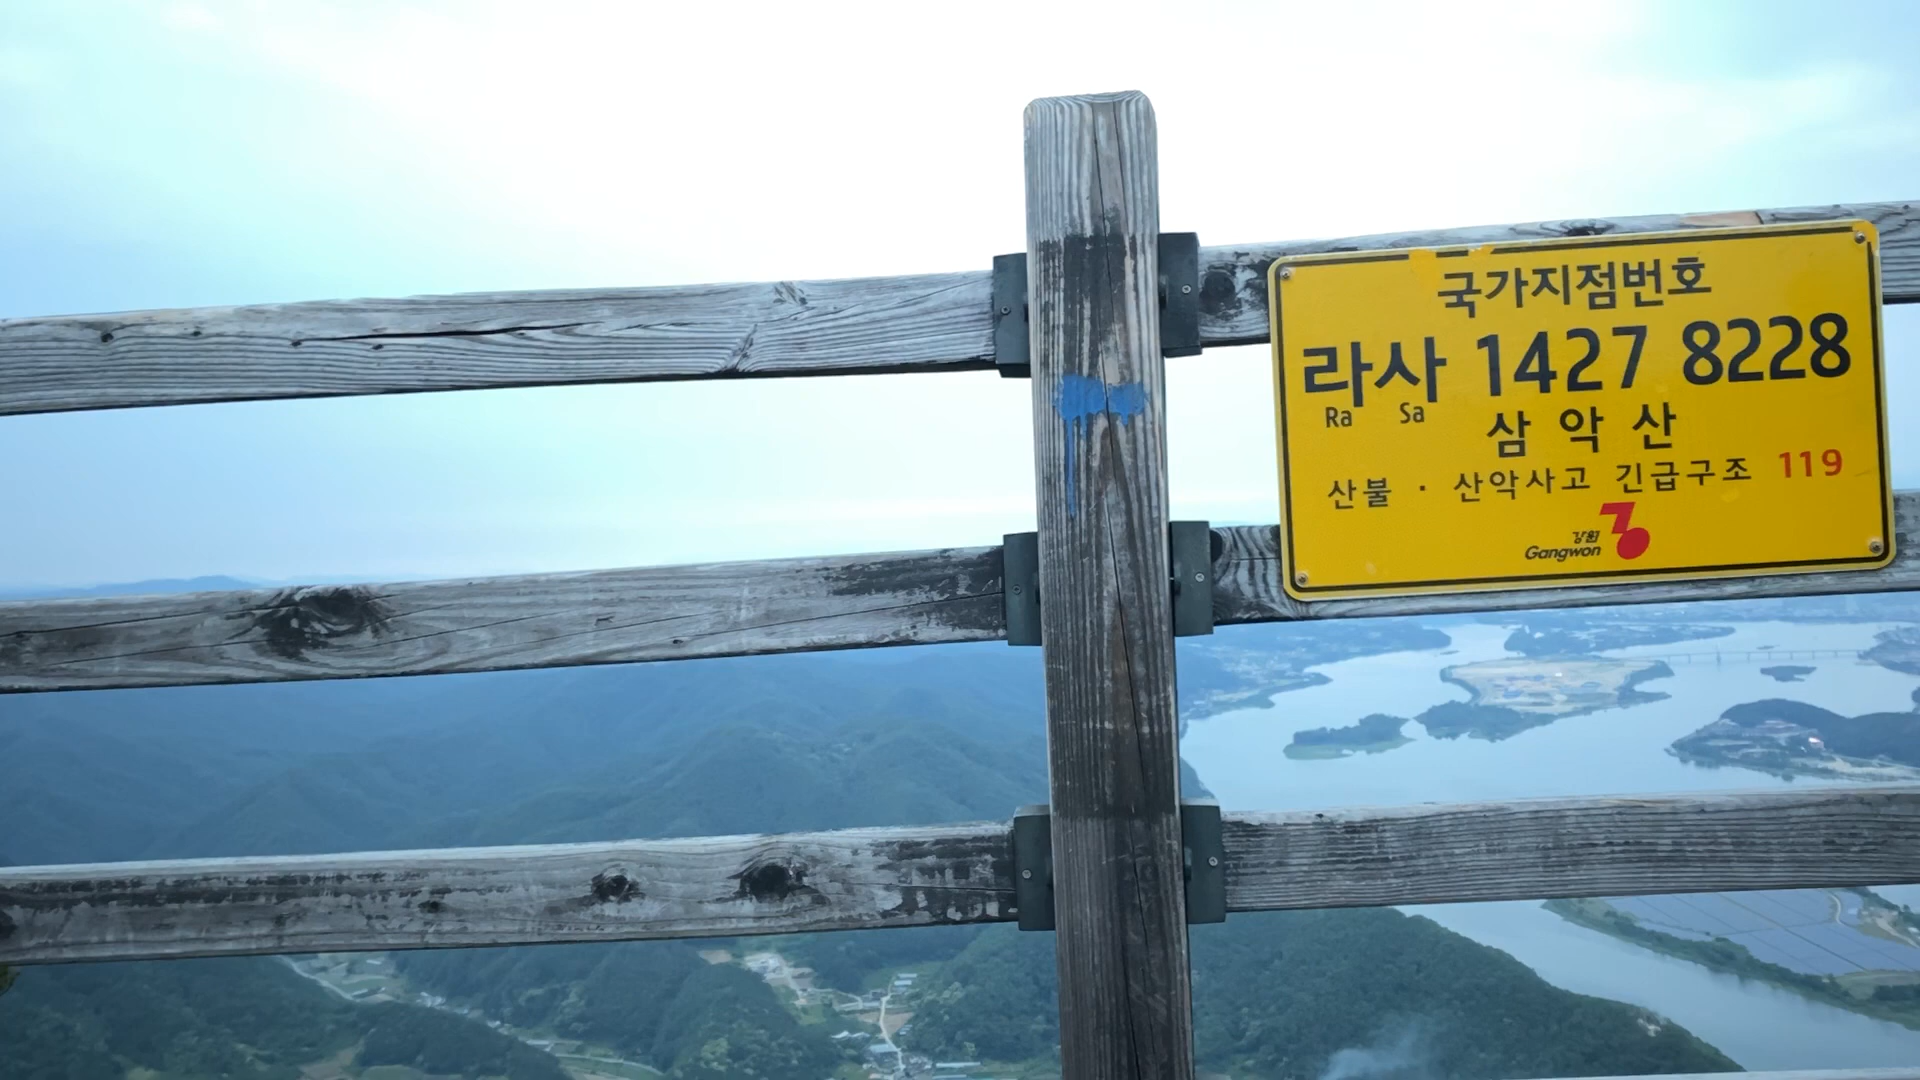 국가지점번호
라사 1427 8228
Ra Sa
삼악산
산불 · 산악사고 긴급구조 119
강원
Gangwon